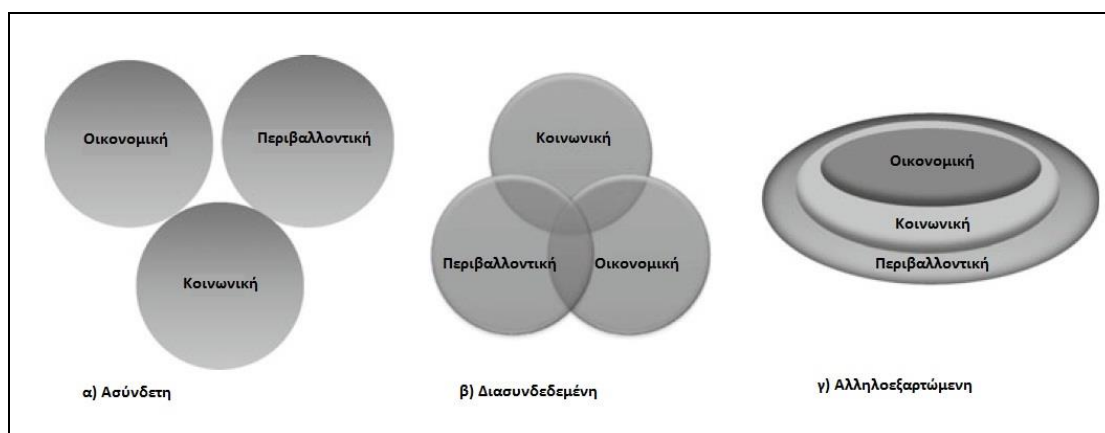 Οικονομική
Περιβαλλοντική
Κοινωνική
α) Ασύνδετη
Κοινωνική
Περιβαλλοντική
Οικονομική
β) Διασυνδεδεμένη
Οικονομική
Κοινωνική
Περιβαλλοντική
γ) Αλληλοεξαρτώμενη